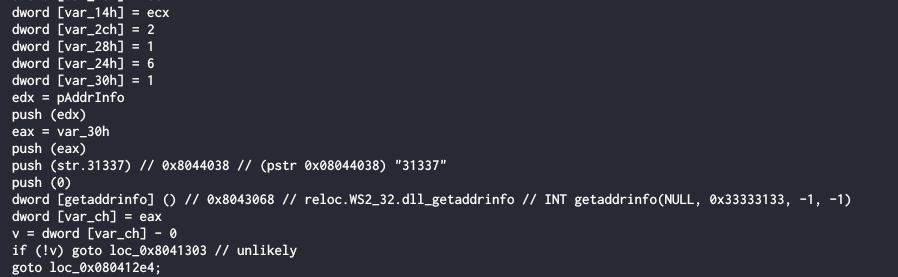 dword [var_14h] = ecx
dword [var_2ch] = 2
dword [var_28h] = 1
dword [var_24h] = 6
dword [var_30h] = 1
edx = pAddrInfo
push (edx)
eax = var_30h
push (eax)
push (str.31337) // 0x8044038 // (pstr 0x08044038) "31337"
push (0)
dword [getaddrinfo] () // 0x8043068 // reloc.WS2_32.dll_getaddrinfo // INT getaddrinfo(NULL, 0x33333133, -1, -1)
dword [var_ch] = eax
v = dword [var_ch] - 0
if (!v) goto loc_0x8041303 // unlikely
goto loc_0x080412e4;